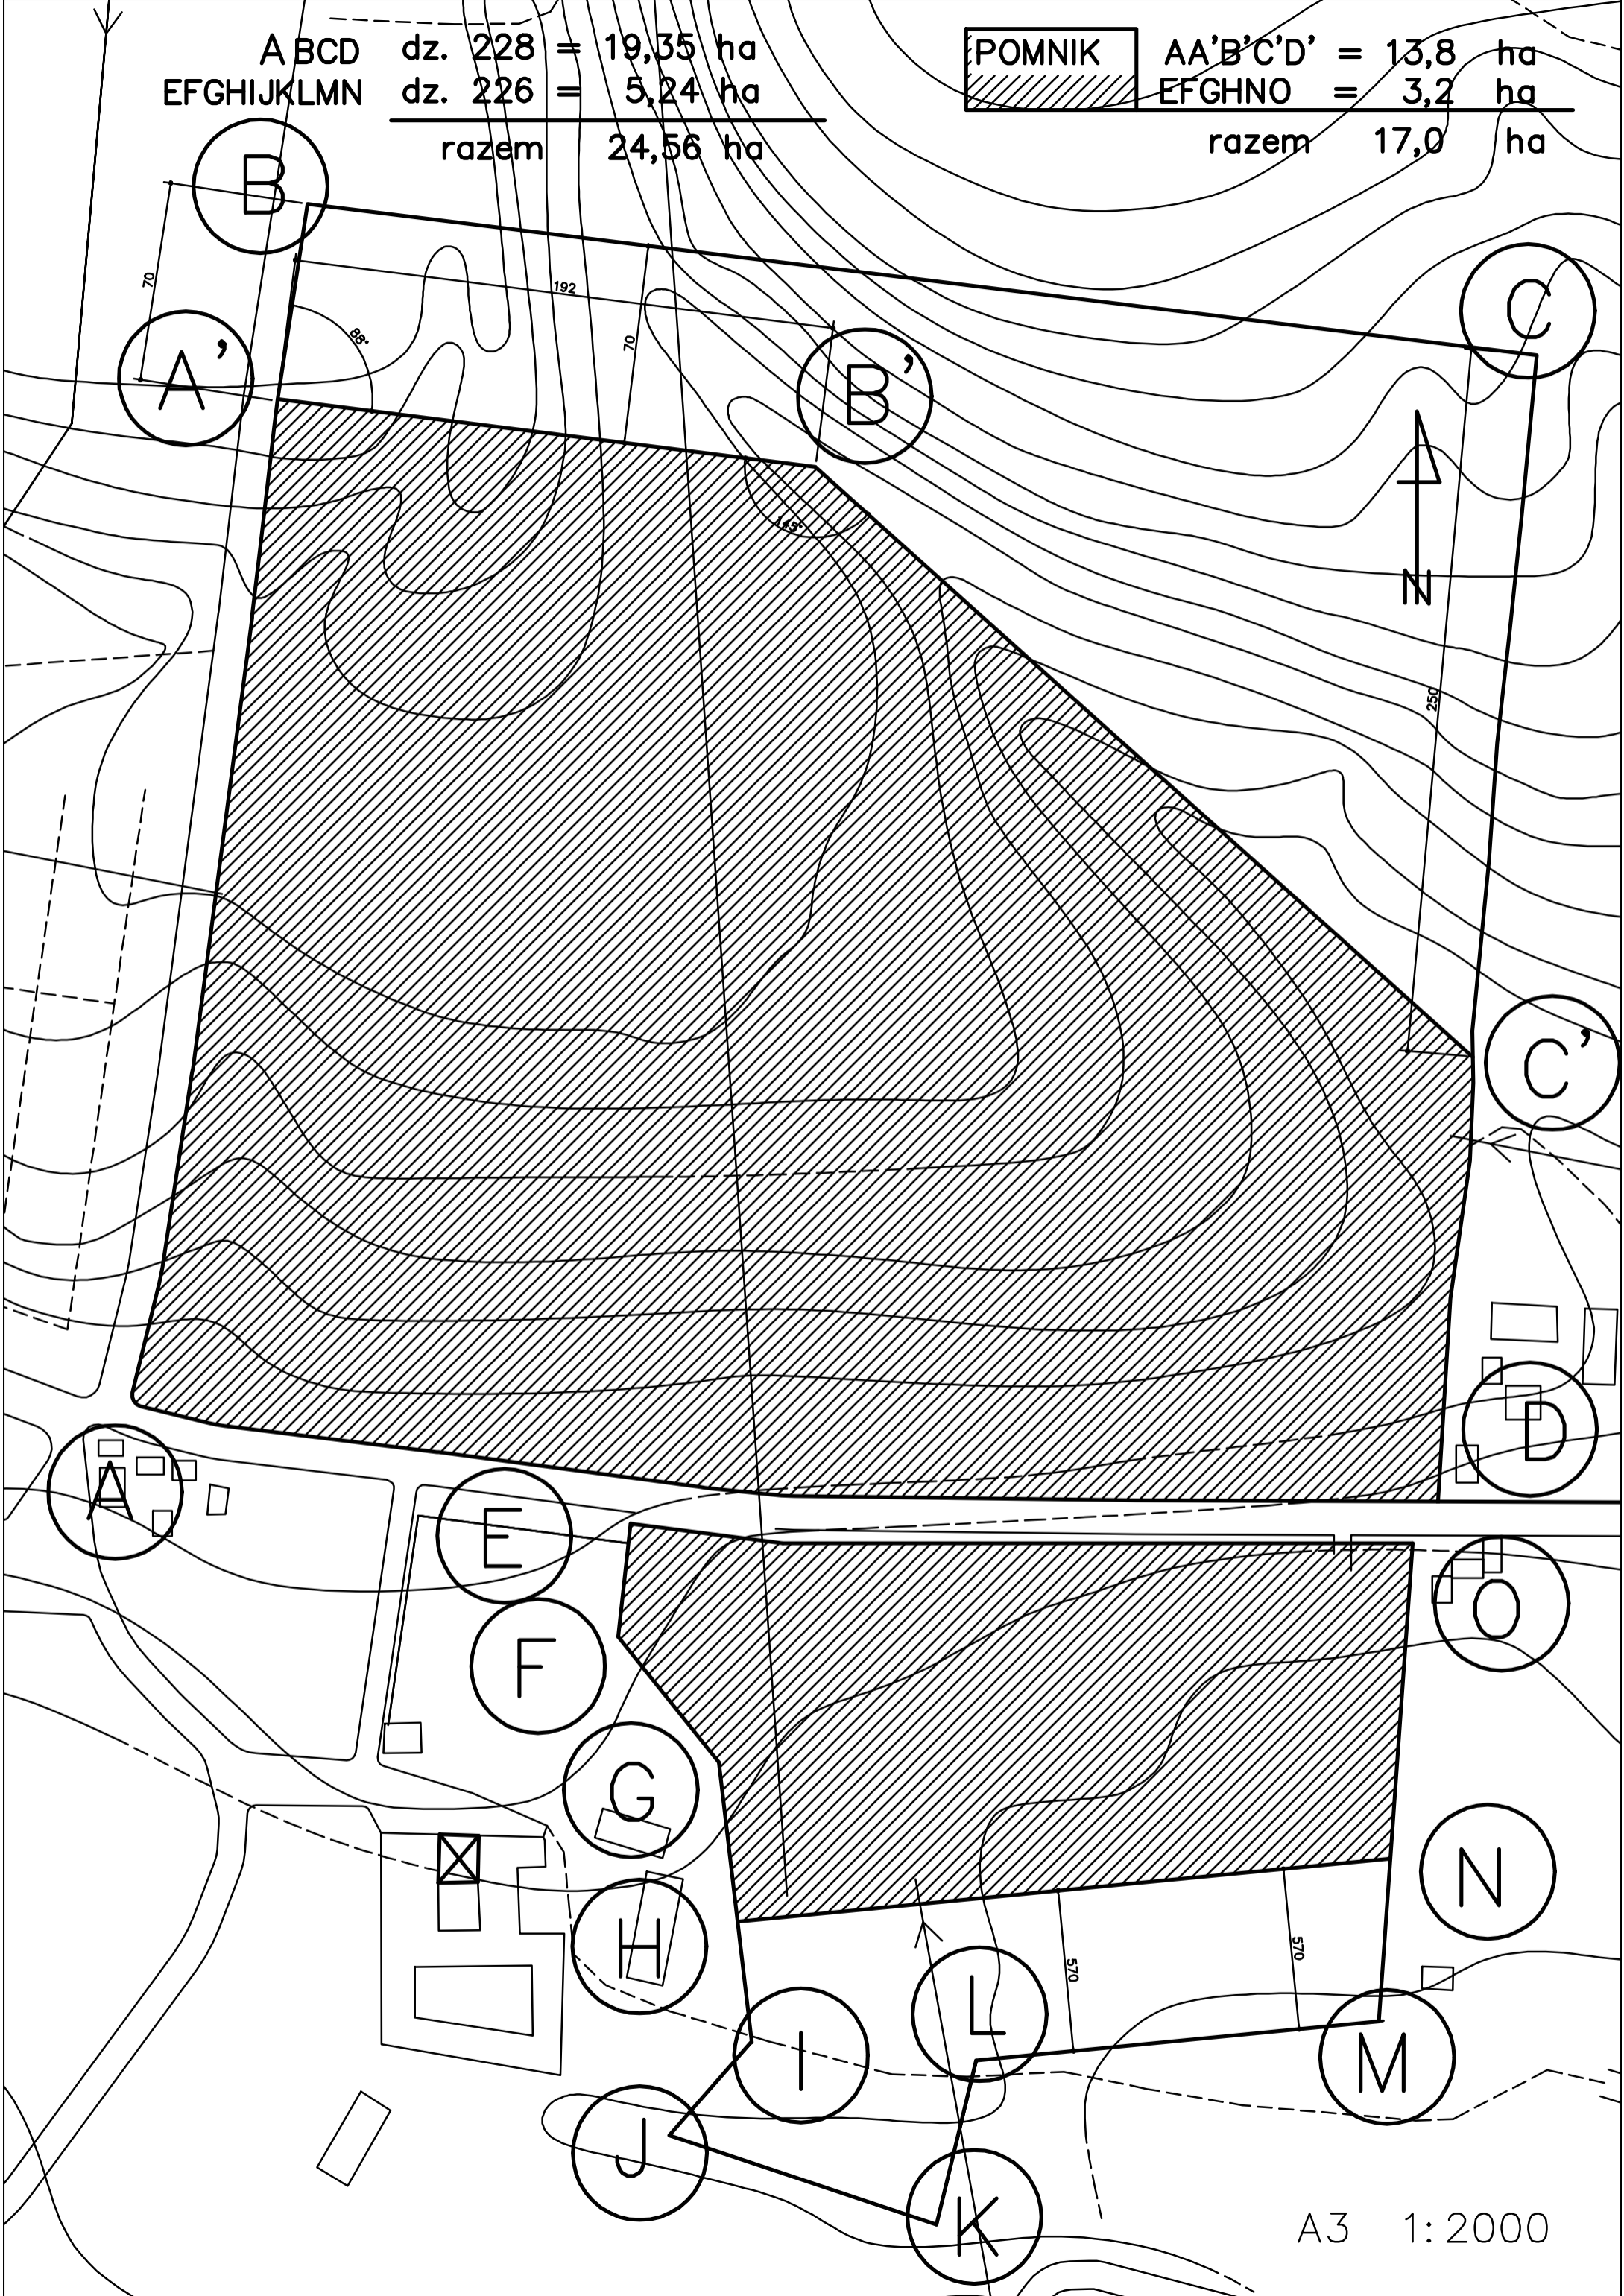 A BCD dz. 228 = 19,35 ha
EFGHIJKLMN dz. 226 = 5,24 ha
razem 24,56 ha
POMNIK AA'B'C'D' = 13,8 ha
EFGHNO = 3,2 ha
razem 17,0 ha
B
C
70
192
70
88°
A'
B'
145°
N
250
C'
D
A
E
F
O
G
N
H
570
570
L
I
M
J
K
A3 1:2000